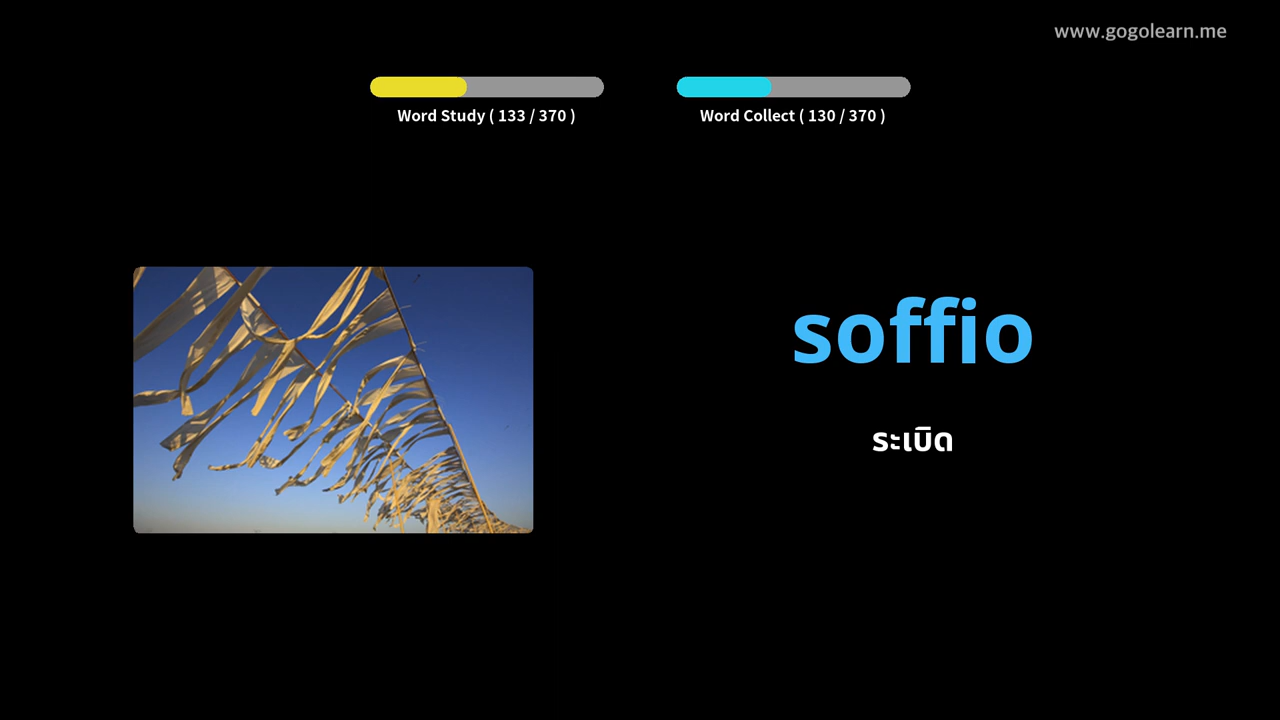 www.gogolearn.me
Word Study ( 133 / 370 )
Word Collect ( 130 / 370 )
soffio
ระเบิด